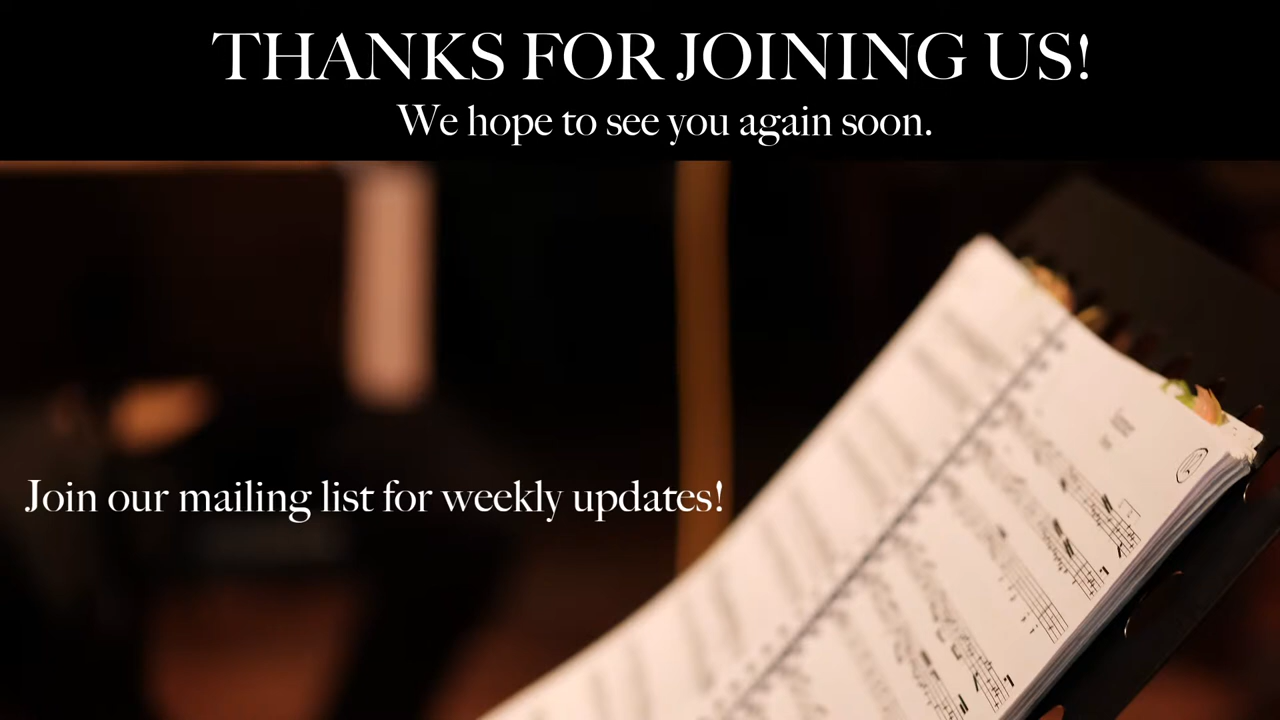 THANKS FOR JOINING US!
We hope to see you again soon.
Join our mailing list for weekly updates!